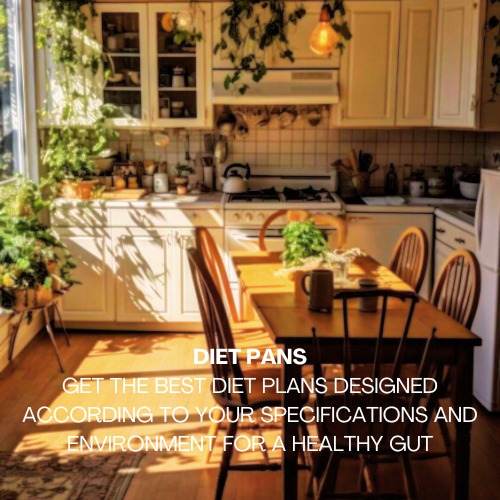 DIET PANS
GET THE BEST DIET PLANS DESIGNED
ACCORDING TO YOUR SPECIFICATIONS AND
ENVIRONMENT FOR A HEALTHY GUT